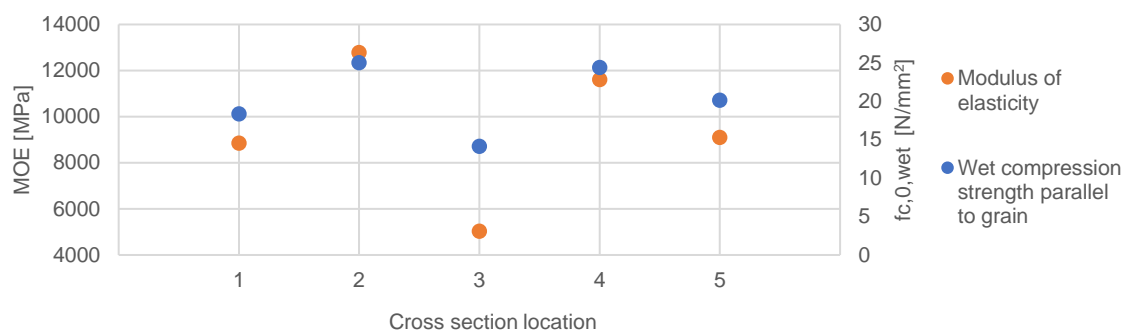 MOE [MPa]
14000
12000
10000
8000
6000
4000
1 2 3 4 5
Cross section location
30
25
20
15
10
5
0
fc,0,wet [N/mm²]
Modulus of
elasticity
Wet compression
strength parallel
to grain